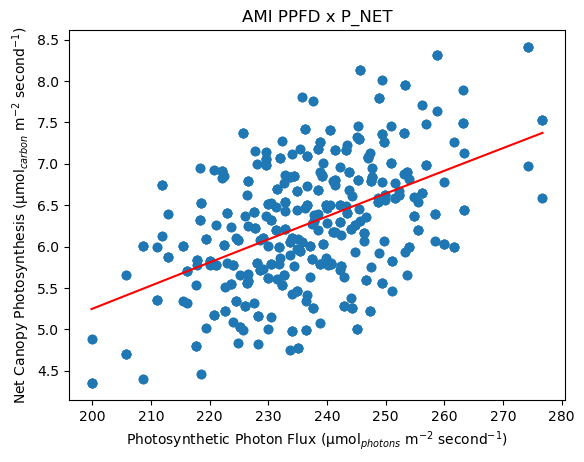 AMI PPFD x P_NET
Net Canopy Photosynthesis (µmol_carbon m⁻² second⁻¹)
8.5
8.0
7.5
7.0
6.5
6.0
5.5
5.0
4.5
200 210 220 230 240 250 260 270 280
Photosynthetic Photon Flux (µmol_photons m⁻² second⁻¹)